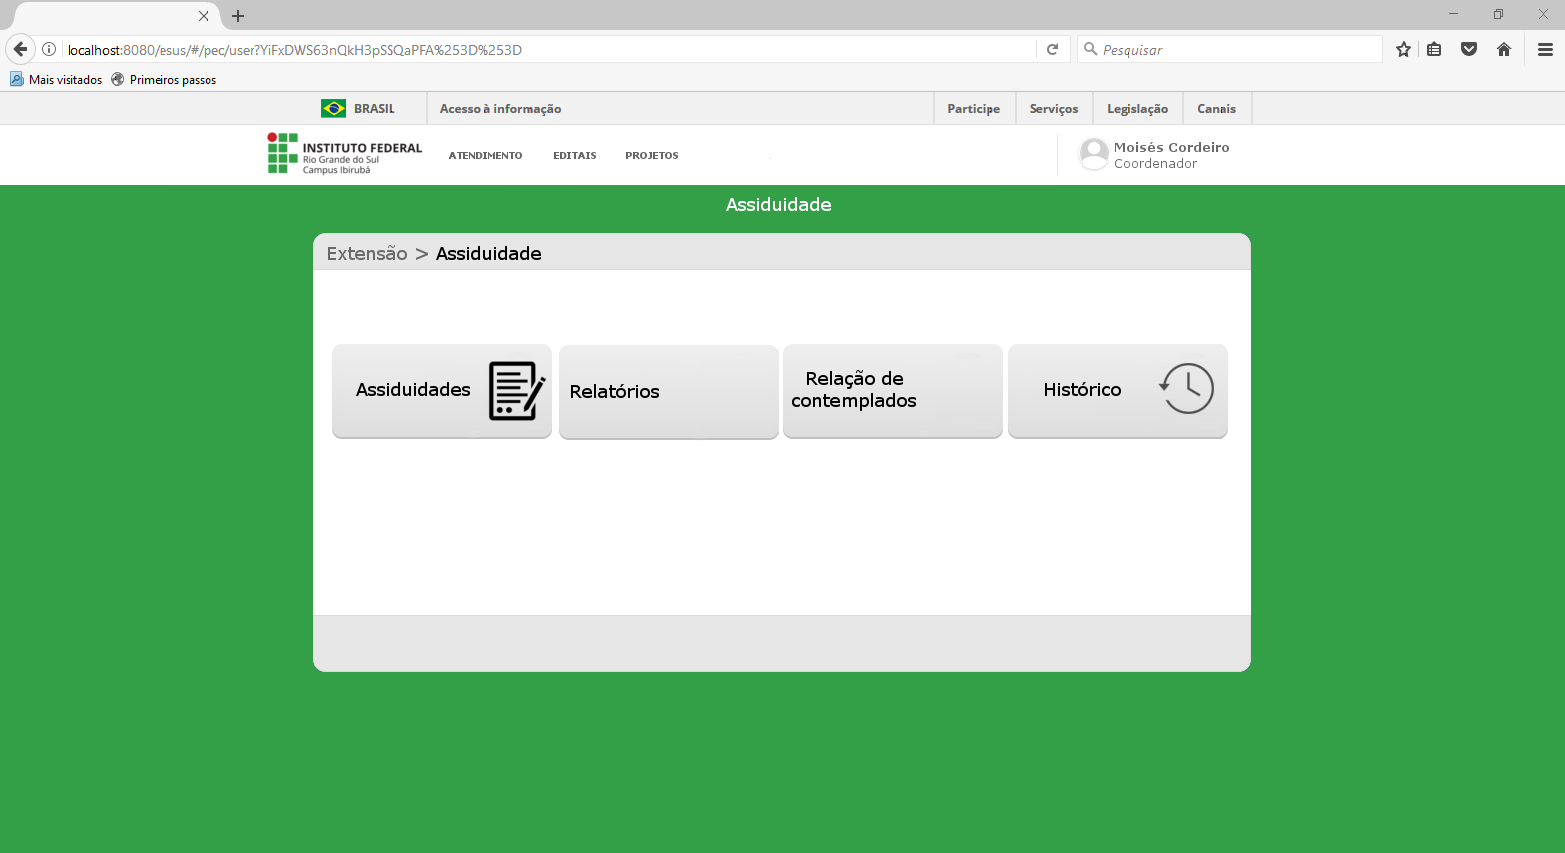 localhost:8080/esus/#/pec/user?YiFxDWS63nQkH3pSSQaPFA%253D%253D
Pesquisar
Mais visitados
Primeiros passos
BRASIL
Acesso à informação
Participe
Serviços
Legislação
Canais
INSTITUTO FEDERAL
Rio Grande do Sul
Campus Ibirubá
ATENDIMENTO
EDITAIS
PROJETOS
Moisés Cordeiro
Coordenador
Assiduidade
Extensão > Assiduidade
Assiduidades
Relatórios
Relação de
contemplados
Histórico